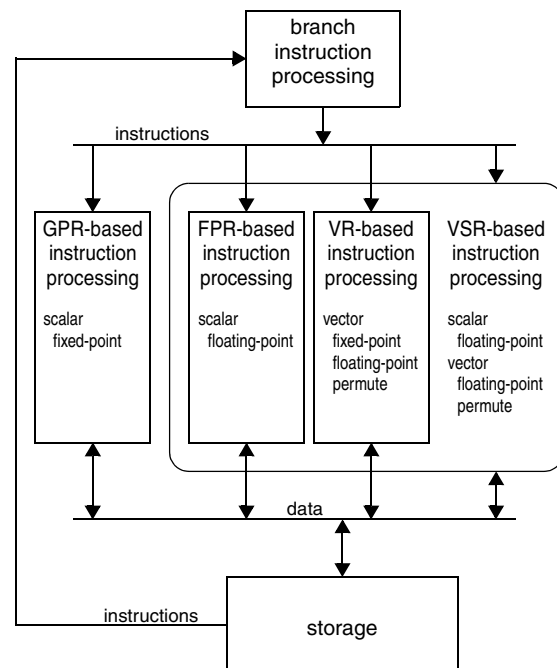 branch
instruction
processing
instructions
GPR-based
instruction
processing
scalar
fixed-point
FPR-based
instruction
processing
scalar
floating-point
VR-based
instruction
processing
vector
fixed-point
floating-point
permute
VSR-based
instruction
processing
scalar
floating-point
vector
floating-point
permute
data
instructions
storage